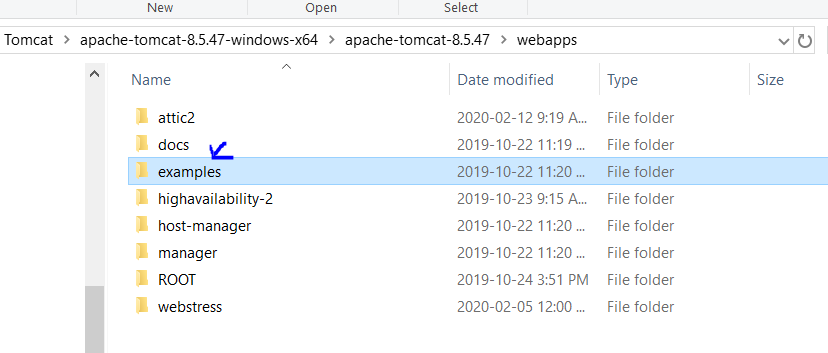 New Open Select
Tomcat > apache-tomcat-8.5.47-windows-x64 > apache-tomcat-8.5.47 > webapps
Name Date modified Type Size
attic2 2020-02-12 9:19 A... File folder
docs 2019-10-22 11:19 ... File folder
examples 2019-10-22 11:20 ... File folder
highavailability-2 2019-10-23 9:15 A... File folder
host-manager 2019-10-22 11:20 ... File folder
manager 2019-10-22 11:20 ... File folder
ROOT 2019-10-24 3:51 PM File folder
webstress 2020-02-05 12:00 ... File folder